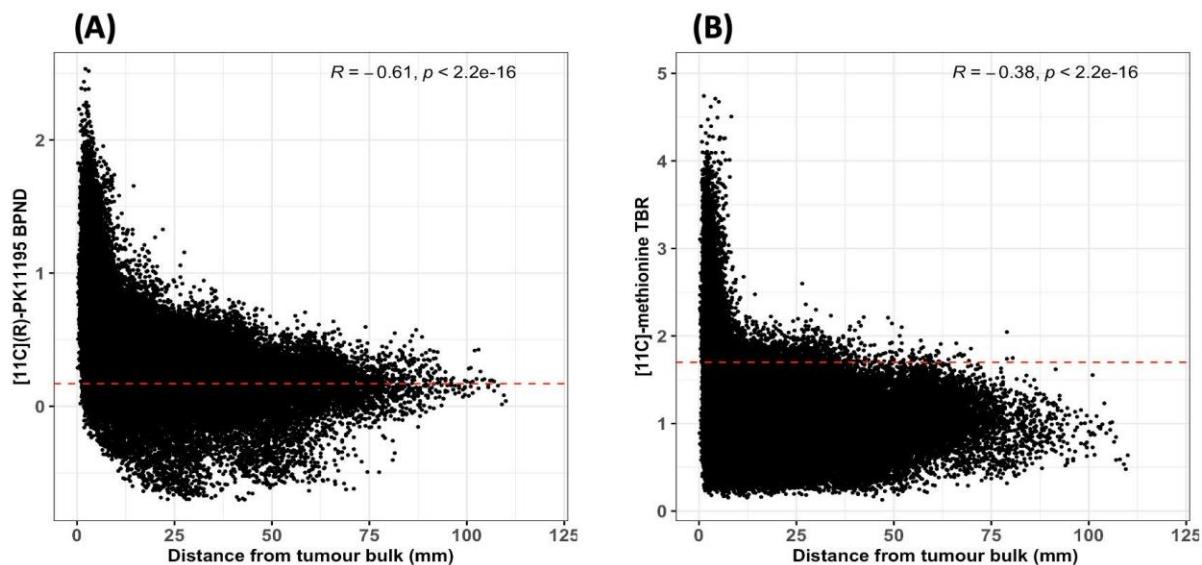 (A)
R = −0.61, p < 2.2e-16
[11C](R)-PK11195 BPND
2
1
0
0
25
50
75
100
125
Distance from tumour bulk (mm)
(B)
R = −0.38, p < 2.2e-16
[11C]-methionine TBR
5
4
3
2
1
0
0
25
50
75
100
125
Distance from tumour bulk (mm)